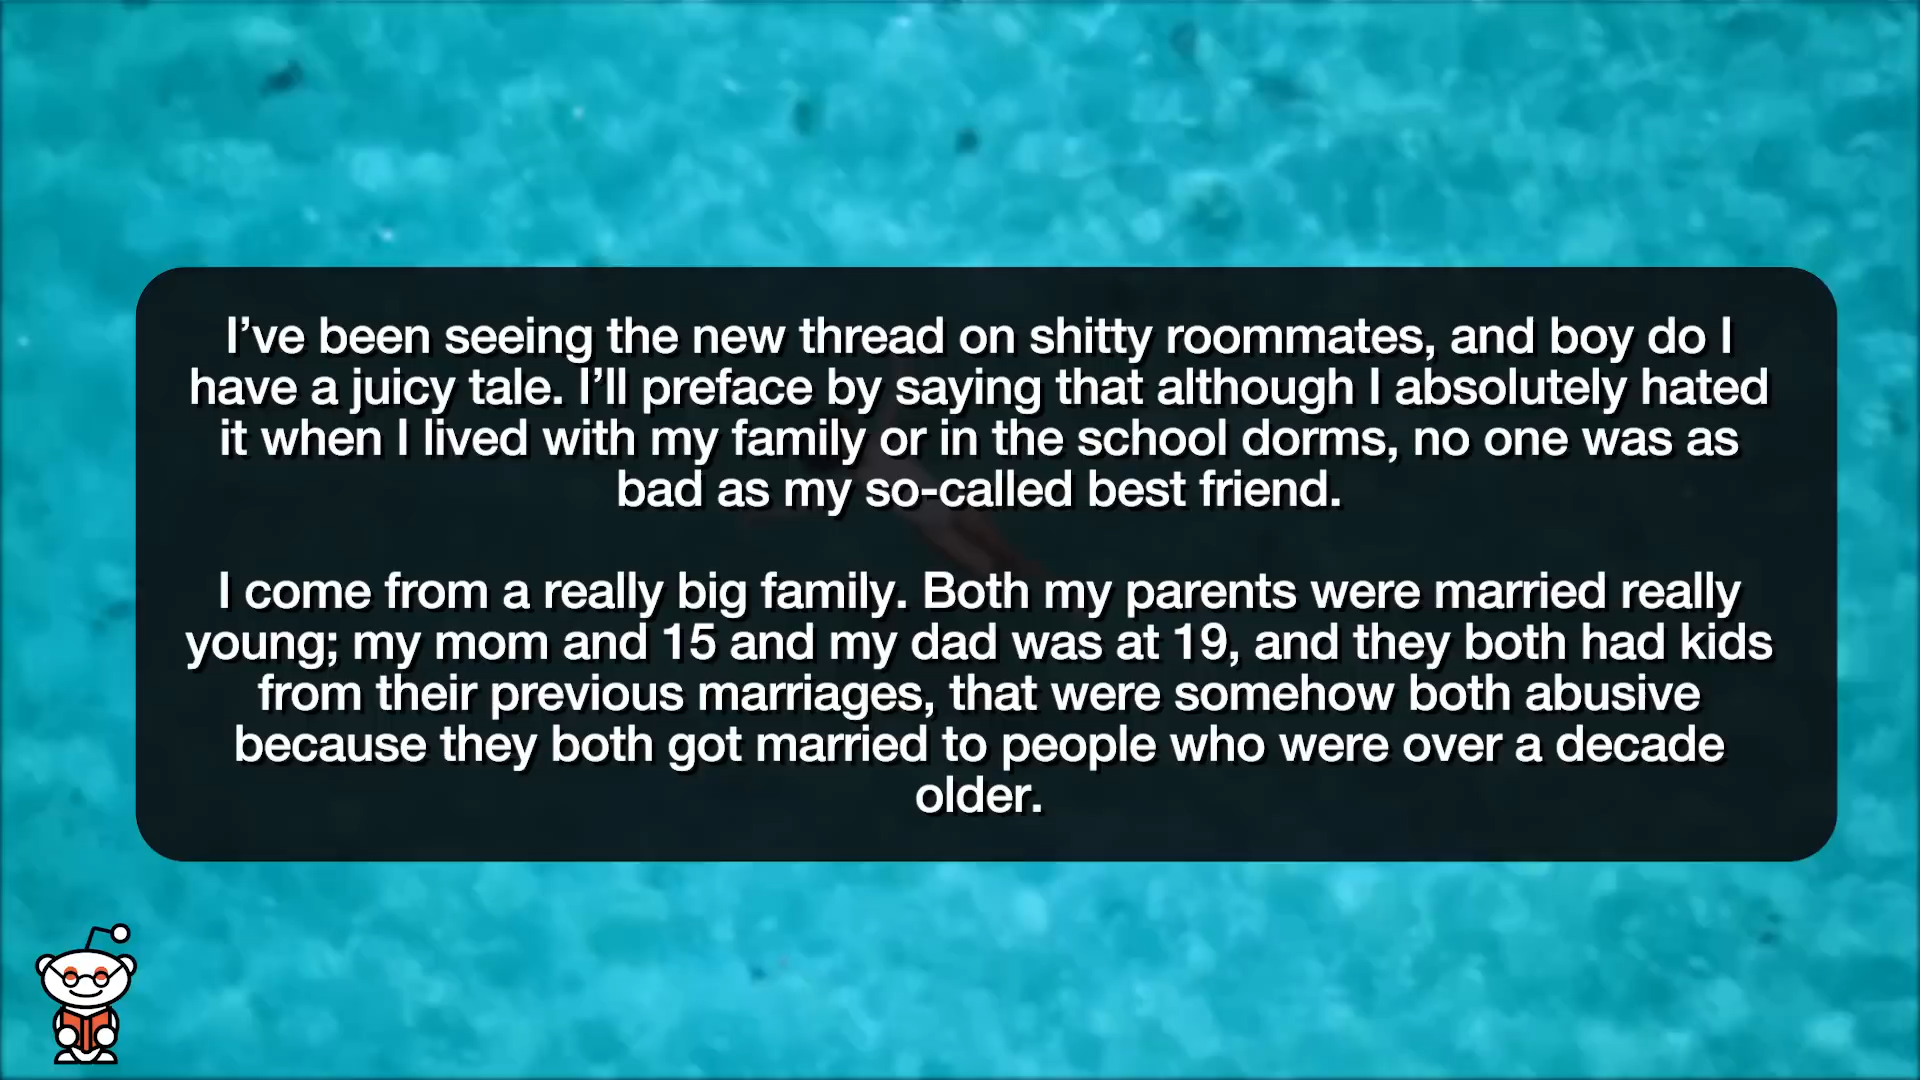 I’ve been seeing the new thread on shitty roommates, and boy do I
have a juicy tale. I’ll preface by saying that although I absolutely hated
it when I lived with my family or in the school dorms, no one was as
bad as my so-called best friend.
I come from a really big family. Both my parents were married really
young; my mom and 15 and my dad was at 19, and they both had kids
from their previous marriages, that were somehow both abusive
because they both got married to people who were over a decade
older.